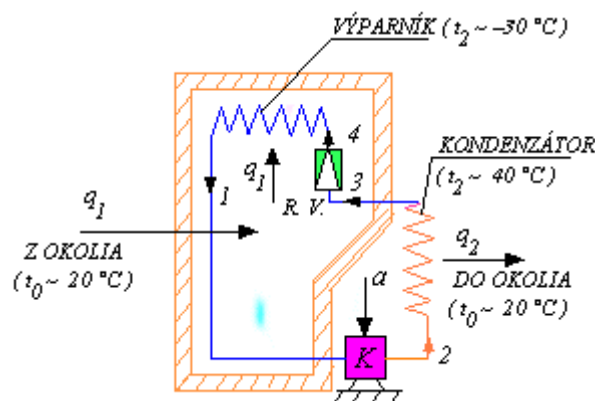 VÝPARNÍK (t2 ~ –30 °C)
4
KONDENZÁTOR
(t2 ~ 40 °C)
q1
3
1
R. V.
q1
q2
Z OKOLIA
(t0 ~ 20 °C)
a
DO OKOLIA
(t0 ~ 20 °C)
K
2